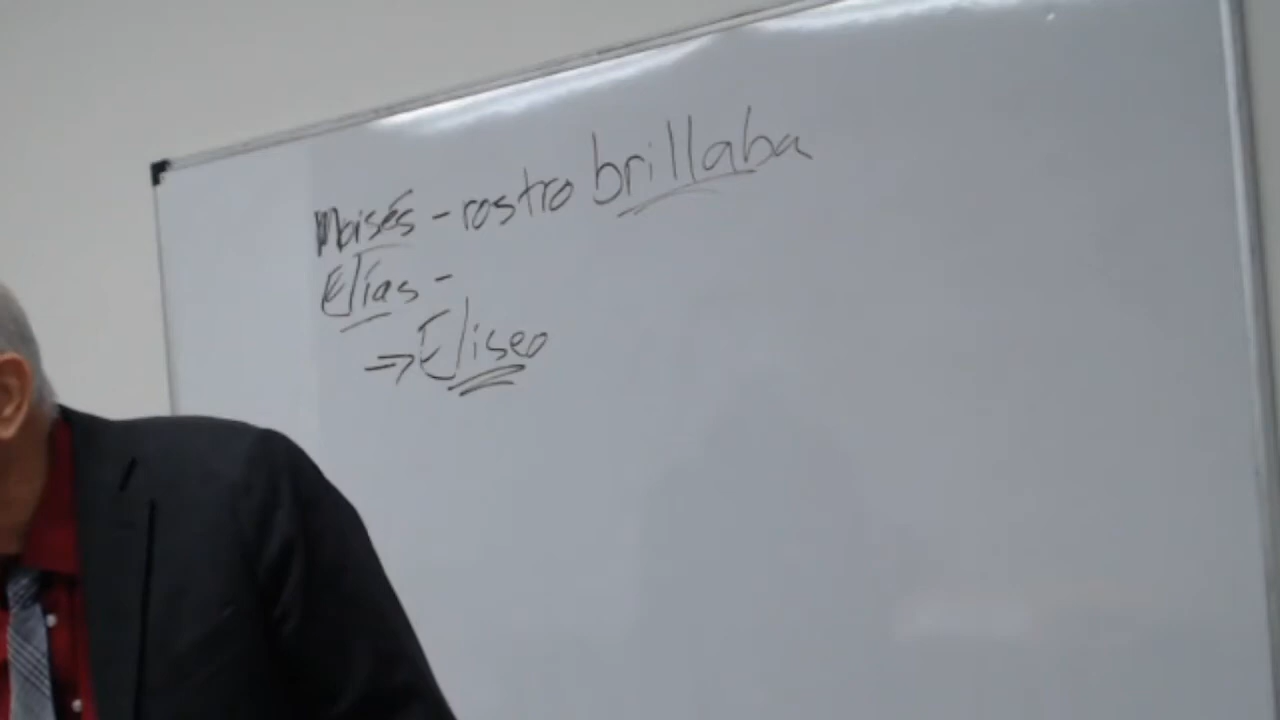 Moisés - rostro brillaba
Elías -
⇒ Eliseo